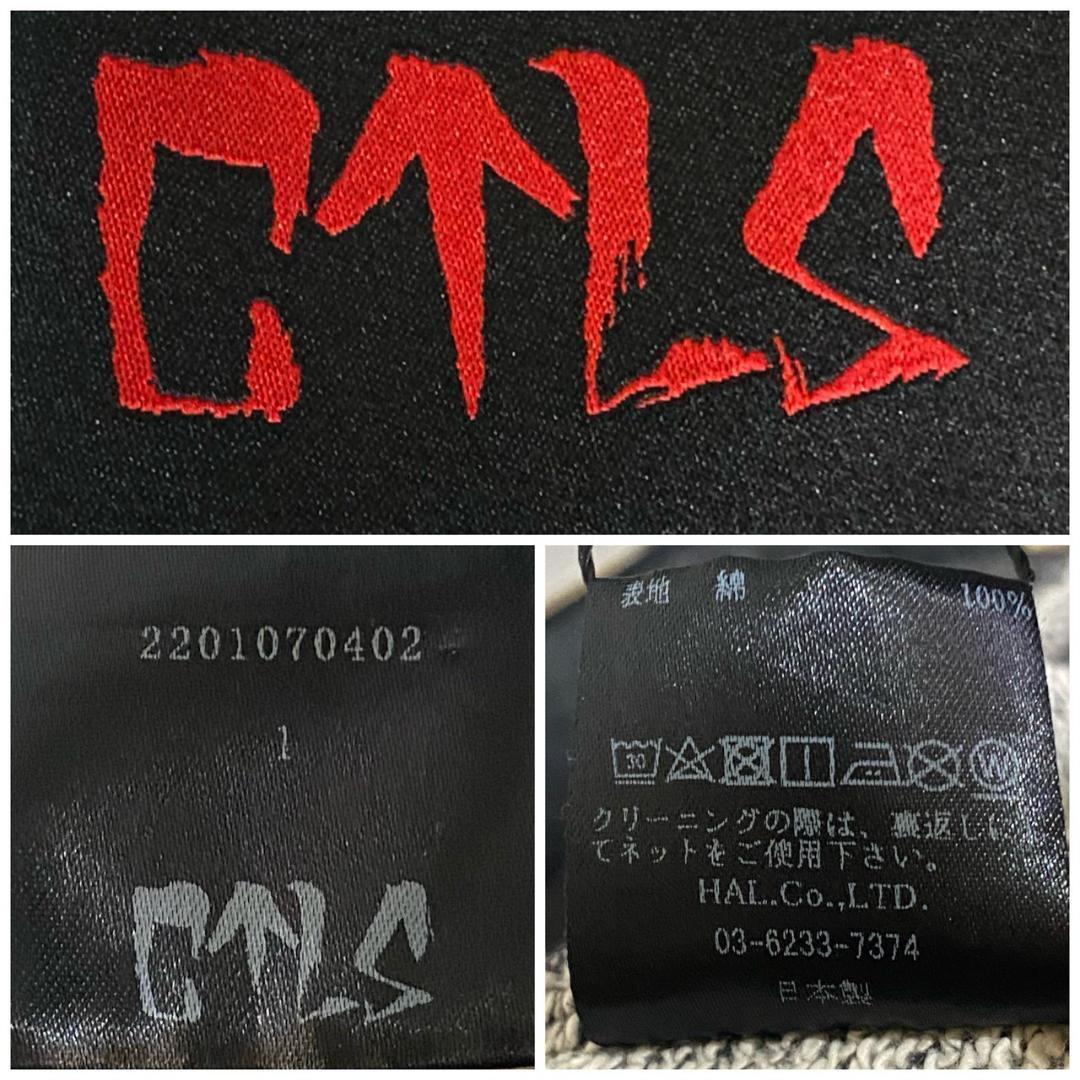 CTLS
2201070402
1
CTLS
表地 綿 100%
30
W
クリーニングの際は、裏返しに
てネットをご使用下さい。
HAL.Co.,LTD.
03-6233-7374
日本製